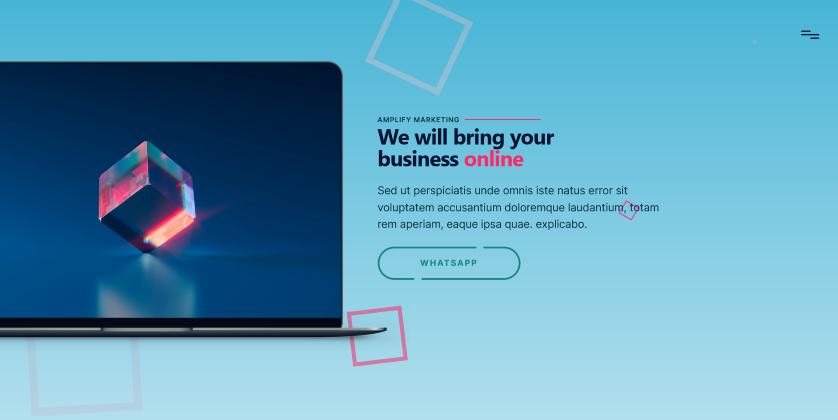 AMPLIFY MARKETING
We will bring your
business online
Sed ut perspiciatis unde omnis iste natus error sit
voluptatem accusantium doloremque laudantium, totam
rem aperiam, eaque ipsa quae. explicabo.
WHATSAPP